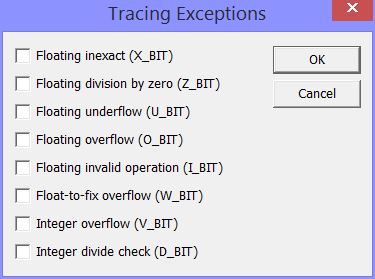 Tracing Exceptions
Floating inexact (X_BIT)
OK
Floating division by zero (Z_BIT)
Cancel
Floating underflow (U_BIT)
Floating overflow (O_BIT)
Floating invalid operation (I_BIT)
Float-to-fix overflow (W_BIT)
Integer overflow (V_BIT)
Integer divide check (D_BIT)